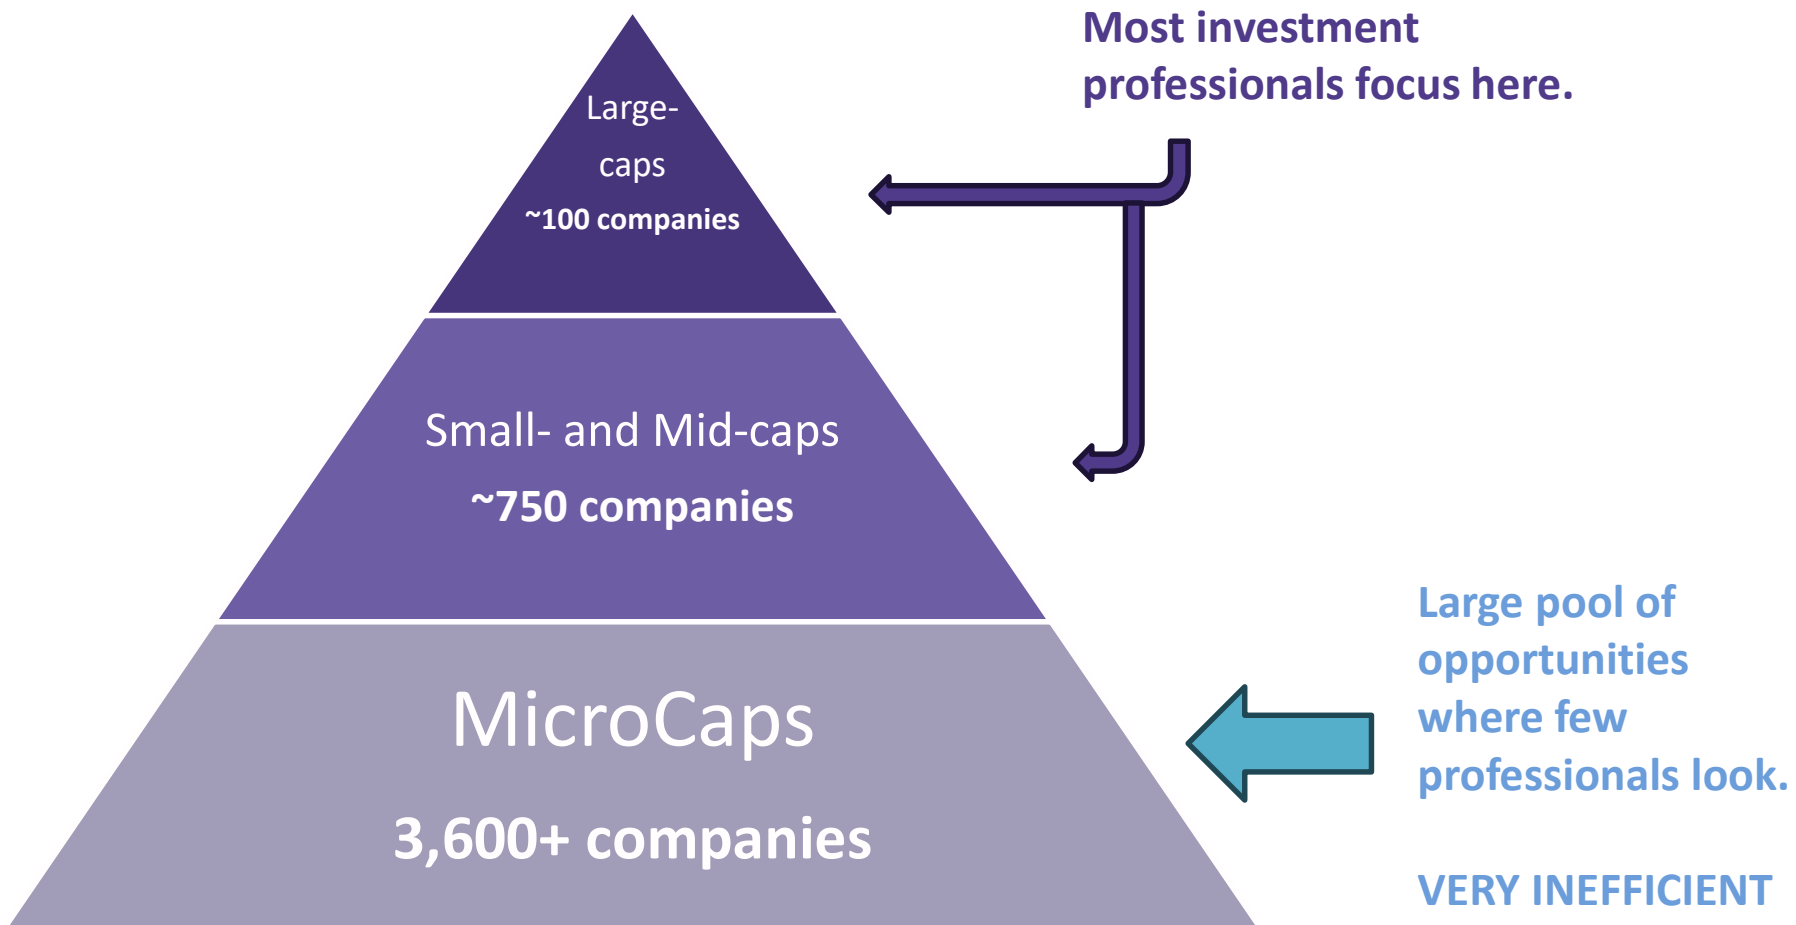 Most investment
professionals focus here.
Large-
caps
~100 companies
Small- and Mid-caps
~750 companies
MicroCaps
3,600+ companies
Large pool of
opportunities
where few
professionals look.
VERY INEFFICIENT